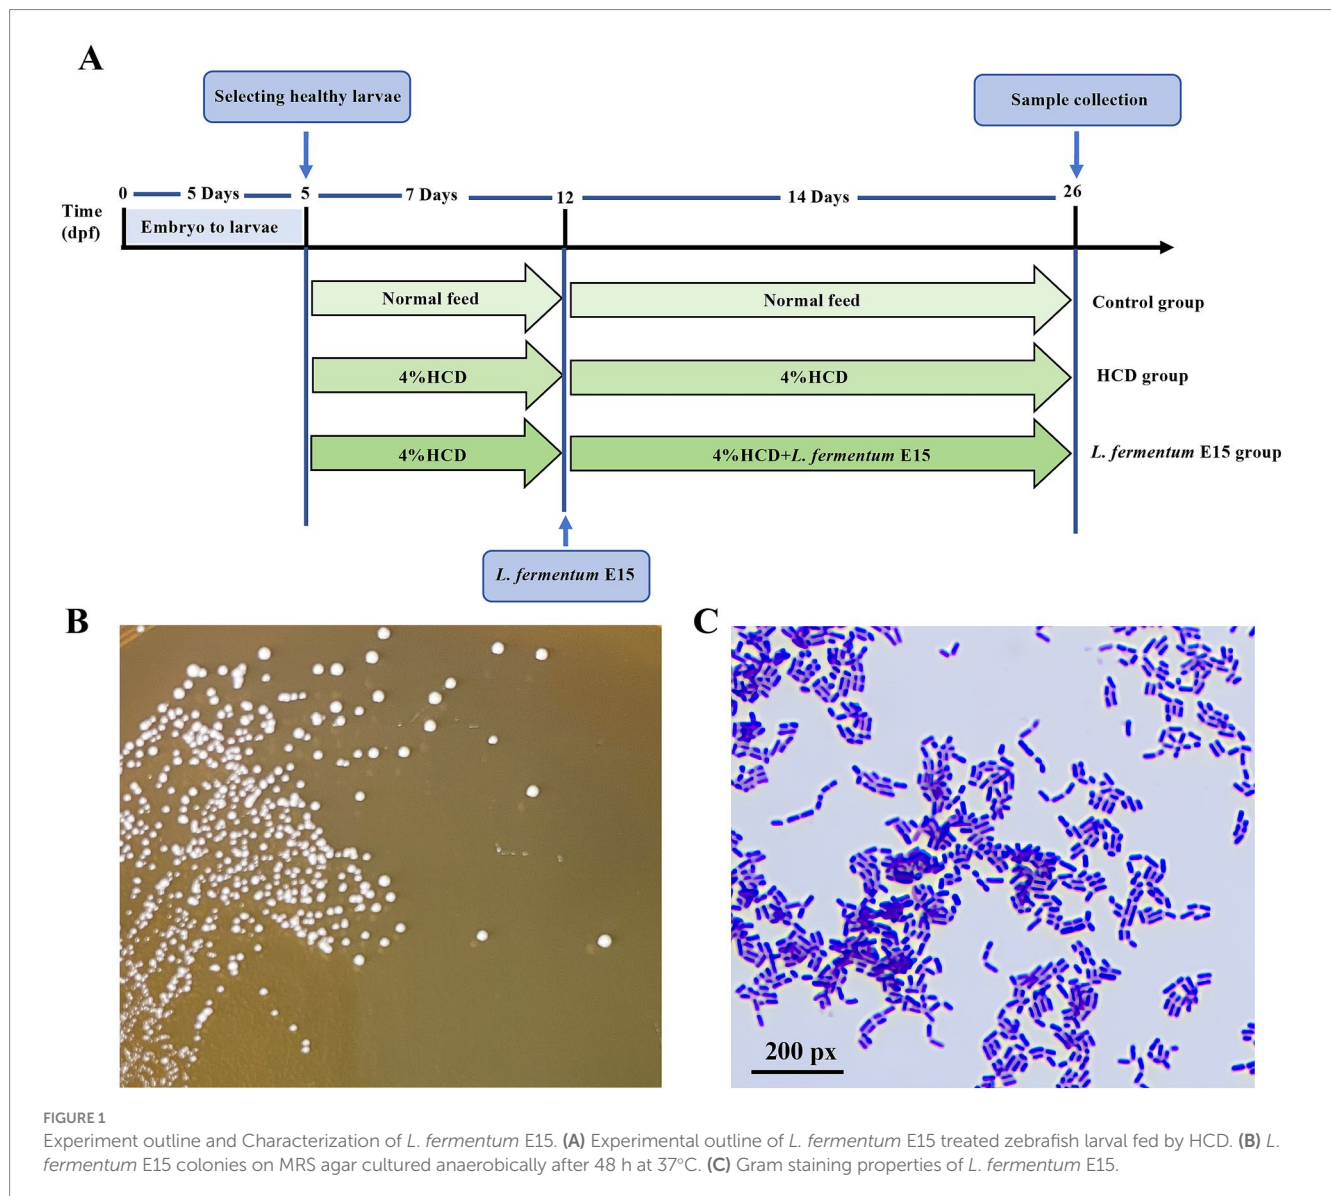 A
Selecting healthy larvae
Sample collection
0 5 Days 5 7 Days 12 14 Days 26
Time
(dpf)
Embryo to larvae
Normal feed Normal feed Control group
4%HCD 4%HCD HCD group
4%HCD 4%HCD+L. fermentum E15 L. fermentum E15 group
L. fermentum E15
B C
200 px
FIGURE 1
Experiment outline and Characterization of L. fermentum E15. (A) Experimental outline of L. fermentum E15 treated zebrafish larval fed by HCD. (B) L.
fermentum E15 colonies on MRS agar cultured anaerobically after 48 h at 37°C. (C) Gram staining properties of L. fermentum E15.